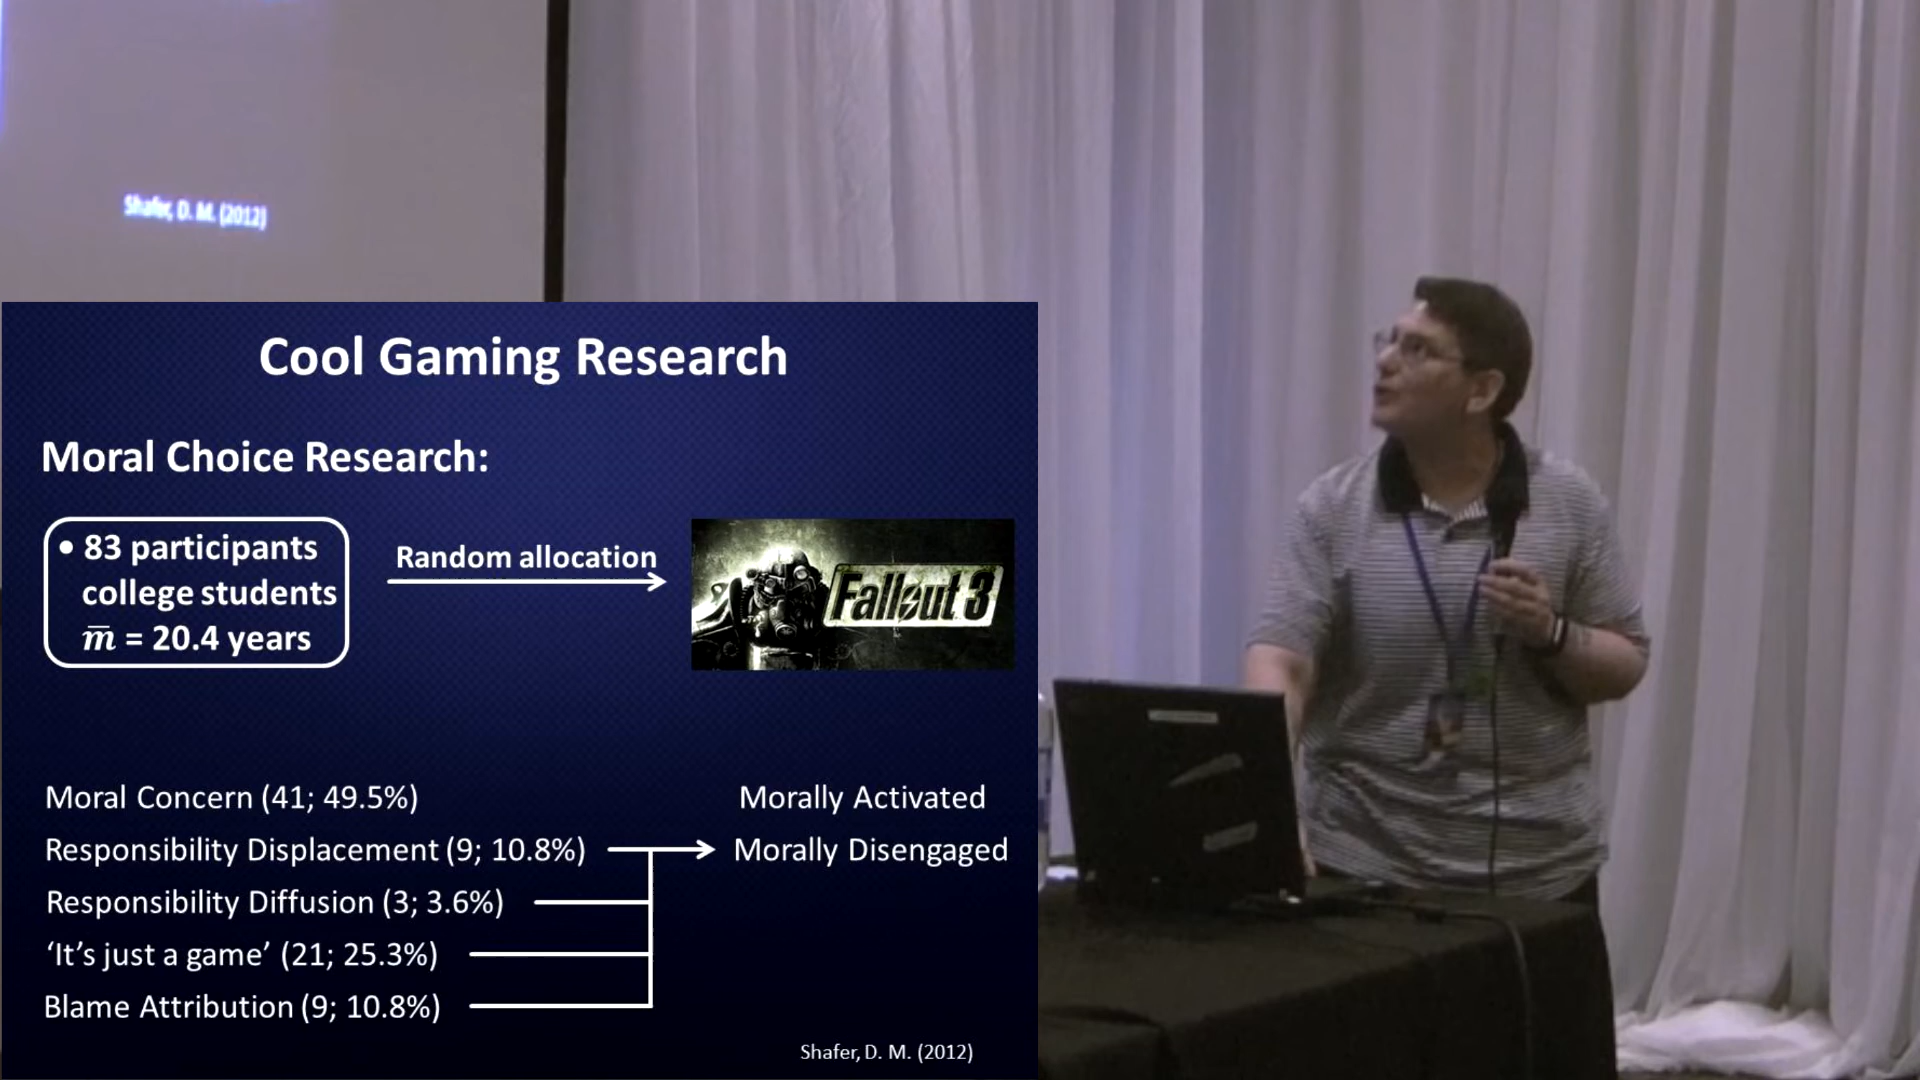 Shafer, D. M. (2012)
Cool Gaming Research
Moral Choice Research:
• 83 participants
college students
m̅ = 20.4 years
Random allocation
Fallout 3
Moral Concern (41; 49.5%)
Morally Activated
Responsibility Displacement (9; 10.8%)
Morally Disengaged
Responsibility Diffusion (3; 3.6%)
‘It’s just a game’ (21; 25.3%)
Blame Attribution (9; 10.8%)
Shafer, D. M. (2012)